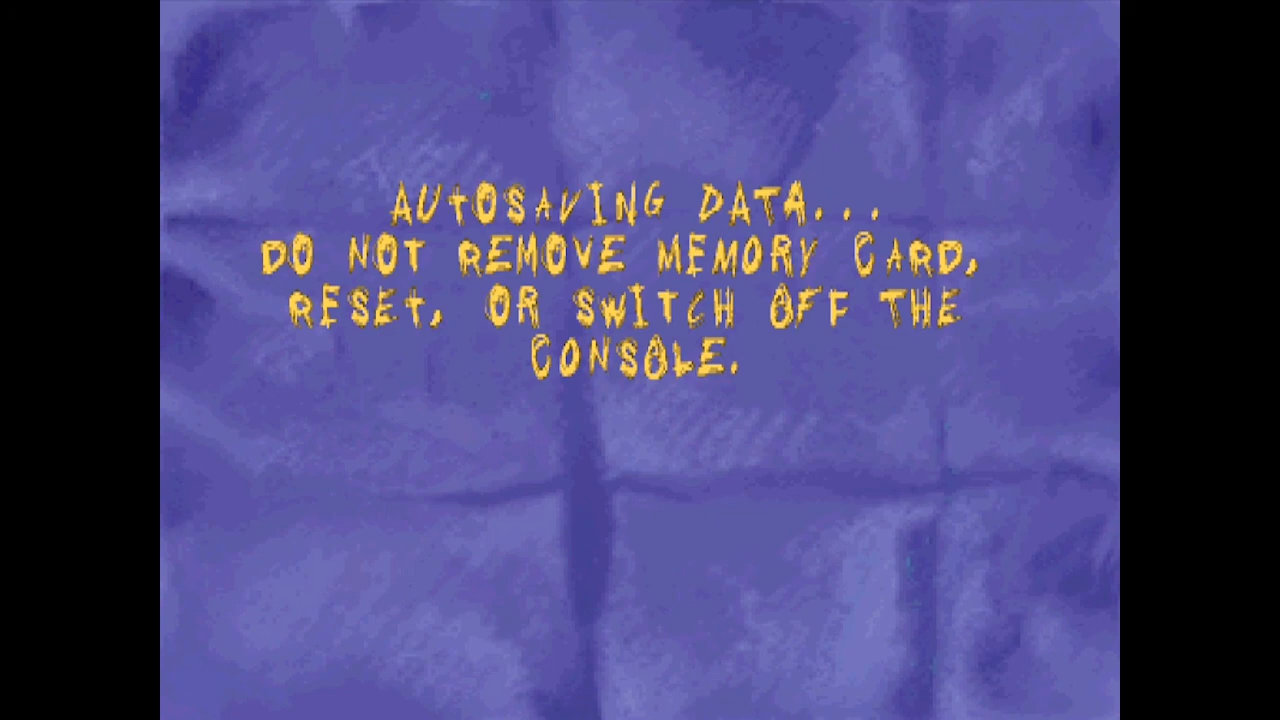 AUTOSAVING DATA...
DO NOT REMOVE MEMORY CARD,
RESET, OR SWITCH OFF THE
CONSOLE.